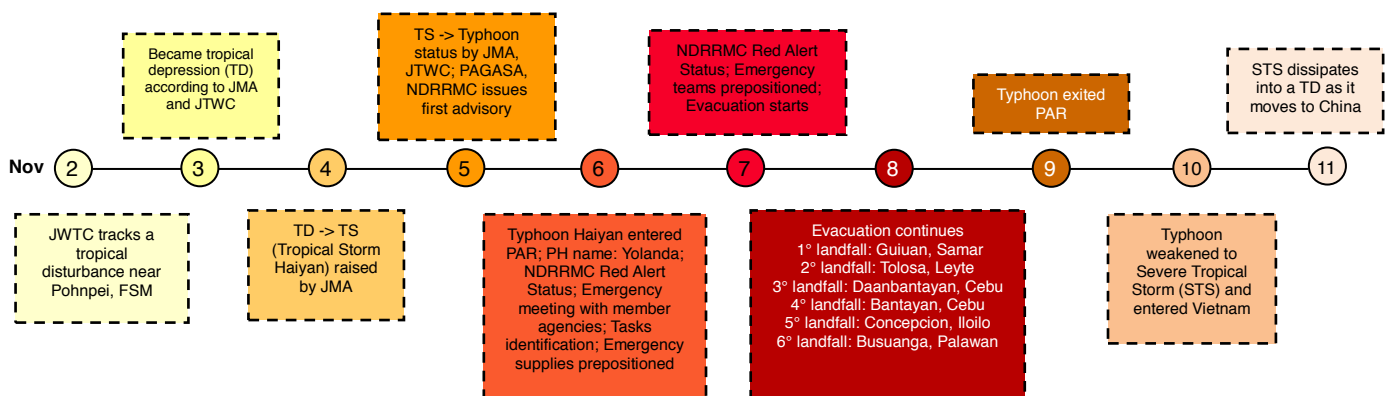 Became tropical
depression (TD)
according to JMA
and JTWC
TS -> Typhoon
status by JMA,
JTWC; PAGASA,
NDRRMC issues
first advisory
NDRRMC Red Alert
Status; Emergency
teams prepositioned;
Evacuation starts
Typhoon exited
PAR
STS dissipates
into a TD as it
moves to China
Nov 2 3 4 5 6 7 8 9 10 11
JWTC tracks a
tropical
disturbance near
Pohnpei, FSM
TD -> TS
(Tropical Storm
Haiyan) raised
by JMA
Typhoon Haiyan entered
PAR; PH name: Yolanda;
NDRRMC Red Alert
Status; Emergency
meeting with member
agencies; Tasks
identification; Emergency
supplies prepositioned
Evacuation continues
1° landfall: Guiuan, Samar
2° landfall: Tolosa, Leyte
3° landfall: Daanbantayan, Cebu
4° landfall: Bantayan, Cebu
5° landfall: Concepcion, Iloilo
6° landfall: Busuanga, Palawan
Typhoon
weakened to
Severe Tropical
Storm (STS) and
entered Vietnam